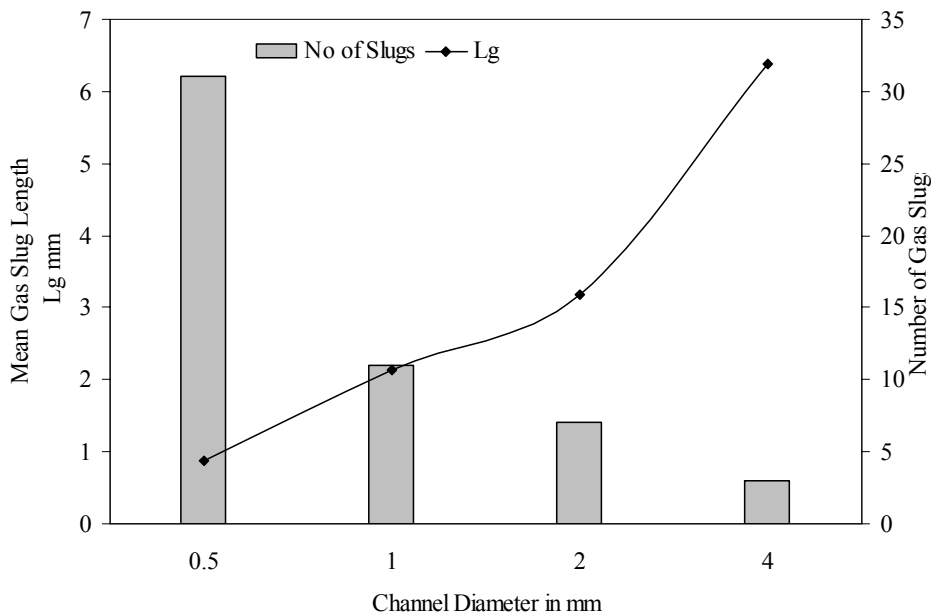 7
6
5
4
3
2
1
0
Mean Gas Slug Length
Lg mm
No of Slugs
Lg
35
30
25
20
15
10
5
0
Number of Gas Slug
0.5 1 2 4
Channel Diameter in mm